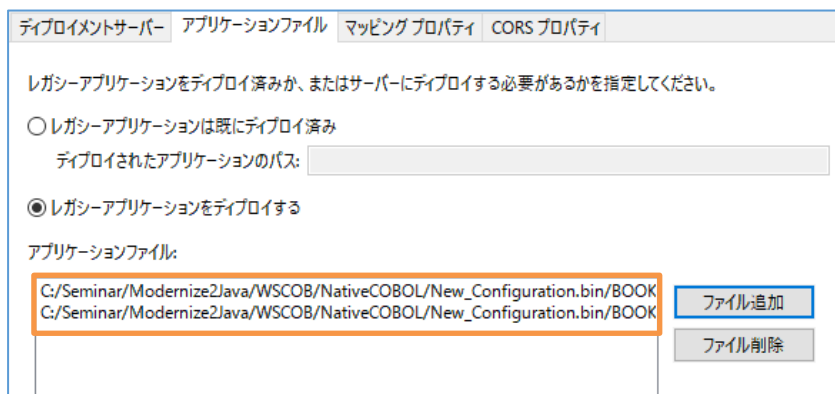 ディプロイメントサーバー アプリケーションファイル マッピング プロパティ CORS プロパティ
レガシーアプリケーションをディプロイ済みか、またはサーバーにディプロイする必要があるかを指定してください。
レガシーアプリケーションは既にディプロイ済み
ディプロイされたアプリケーションのパス:
レガシーアプリケーションをディプロイする
アプリケーションファイル:
C:/Seminar/Modernize2Java/WSCOB/NativeCOBOL/New_Configuration.bin/BOOK
C:/Seminar/Modernize2Java/WSCOB/NativeCOBOL/New_Configuration.bin/BOOK
ファイル追加
ファイル削除